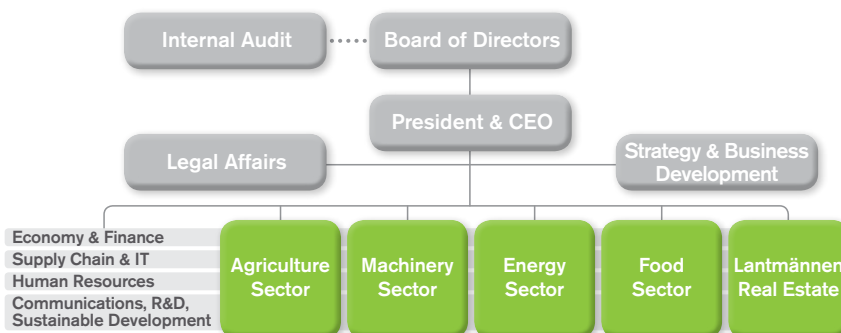 Internal Audit
Board of Directors
President & CEO
Legal Affairs
Strategy & Business
Development
Economy & Finance
Supply Chain & IT
Human Resources
Communications, R&D,
Sustainable Development
Agriculture
Sector
Machinery
Sector
Energy
Sector
Food
Sector
Lantmännen
Real Estate